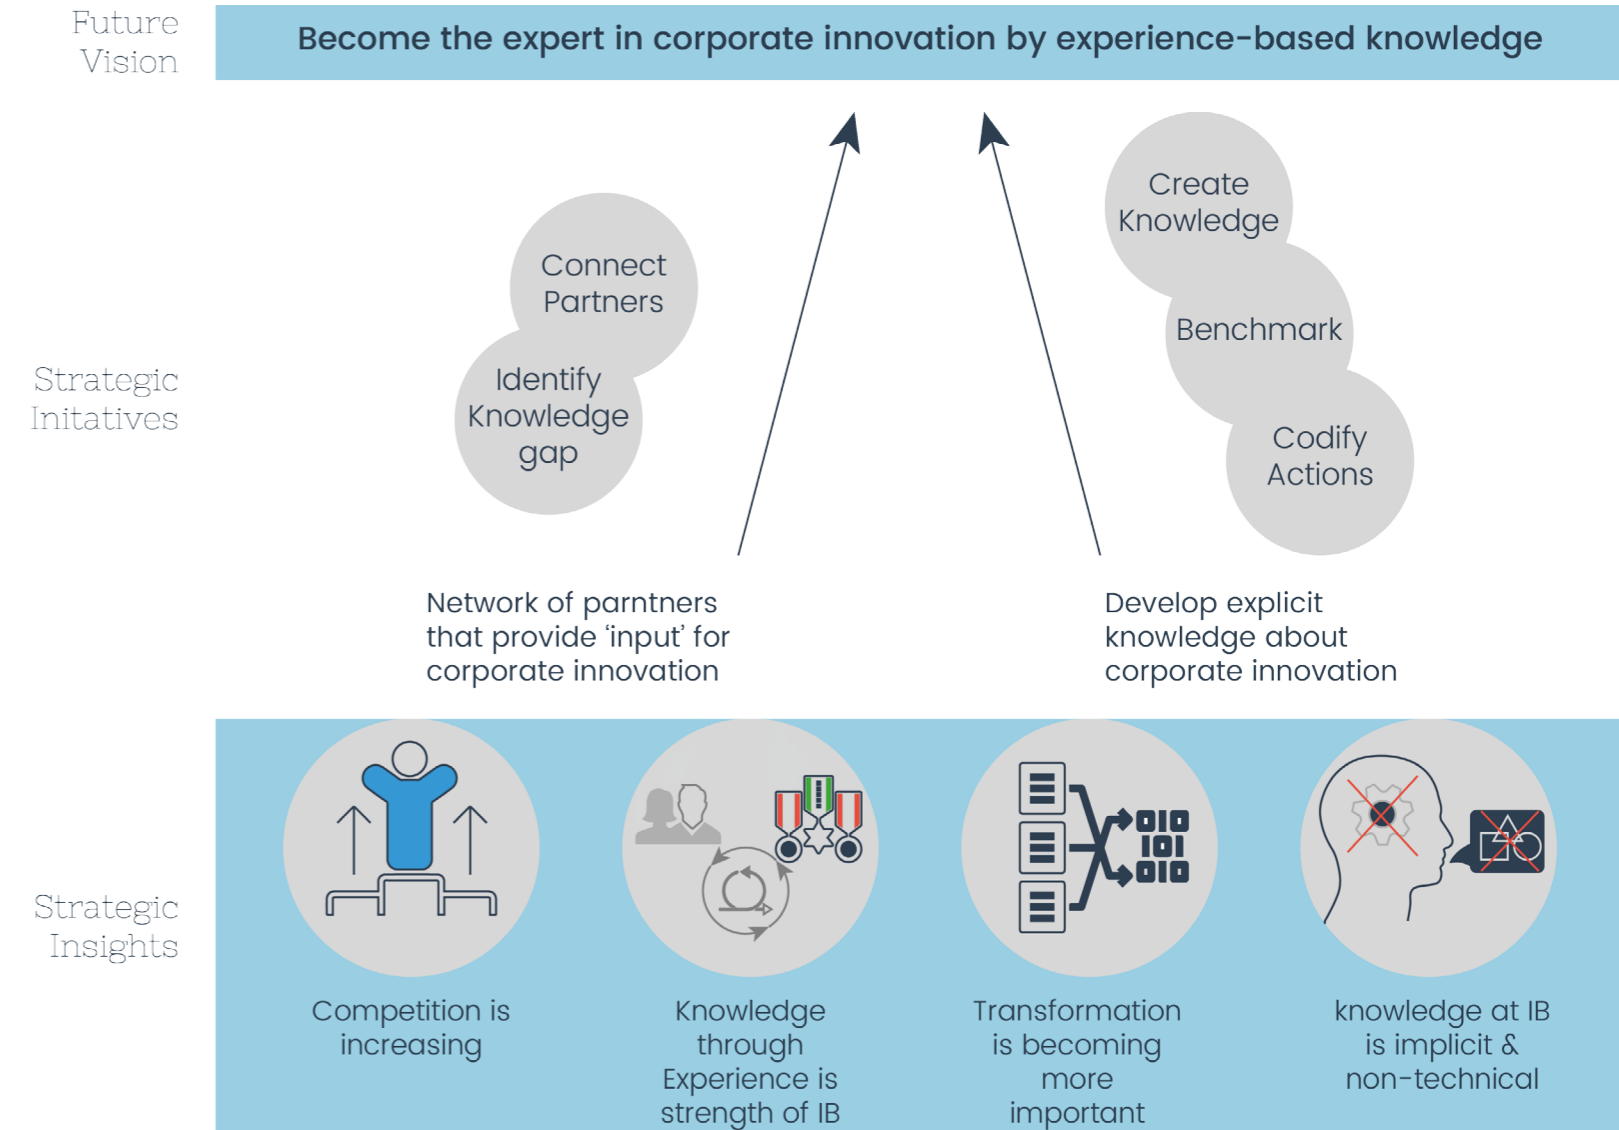 Future
Vision
Become the expert in corporate innovation by experience-based knowledge
Strategic
Initatives
Connect
Partners
Identify
Knowledge
gap
Create
Knowledge
Benchmark
Codify
Actions
Network of parntners
that provide ‘input’ for
corporate innovation
Develop explicit
knowledge about
corporate innovation
Strategic
Insights
010
101
010
Competition is
increasing
Knowledge
through
Experience is
strength of IB
Transformation
is becoming
more
important
knowledge at IB
is implicit &
non-technical